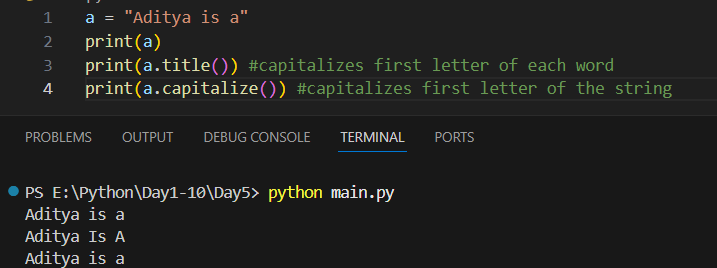 1 a = "Aditya is a"
2 print(a)
3 print(a.title()) #capitalizes first letter of each word
4 print(a.capitalize()) #capitalizes first letter of the string
PROBLEMS OUTPUT DEBUG CONSOLE TERMINAL PORTS
PS E:\Python\Day1-10\Day5> python main.py
Aditya is a
Aditya Is A
Aditya is a